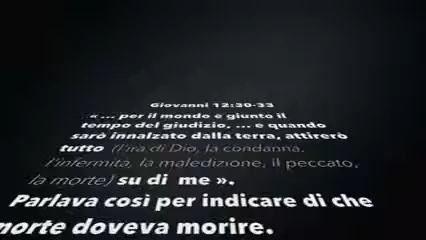 Giovanni 12:30-33
« ... per il mondo è giunto il
tempo del giudizio, ... e quando
sarò innalzato dalla terra, attirerò
tutto (l'ira di Dio, la condanna,
l'infermità, la maledizione, il peccato,
la morte) su di me ».
Parlava così per indicare di che
morte doveva morire.